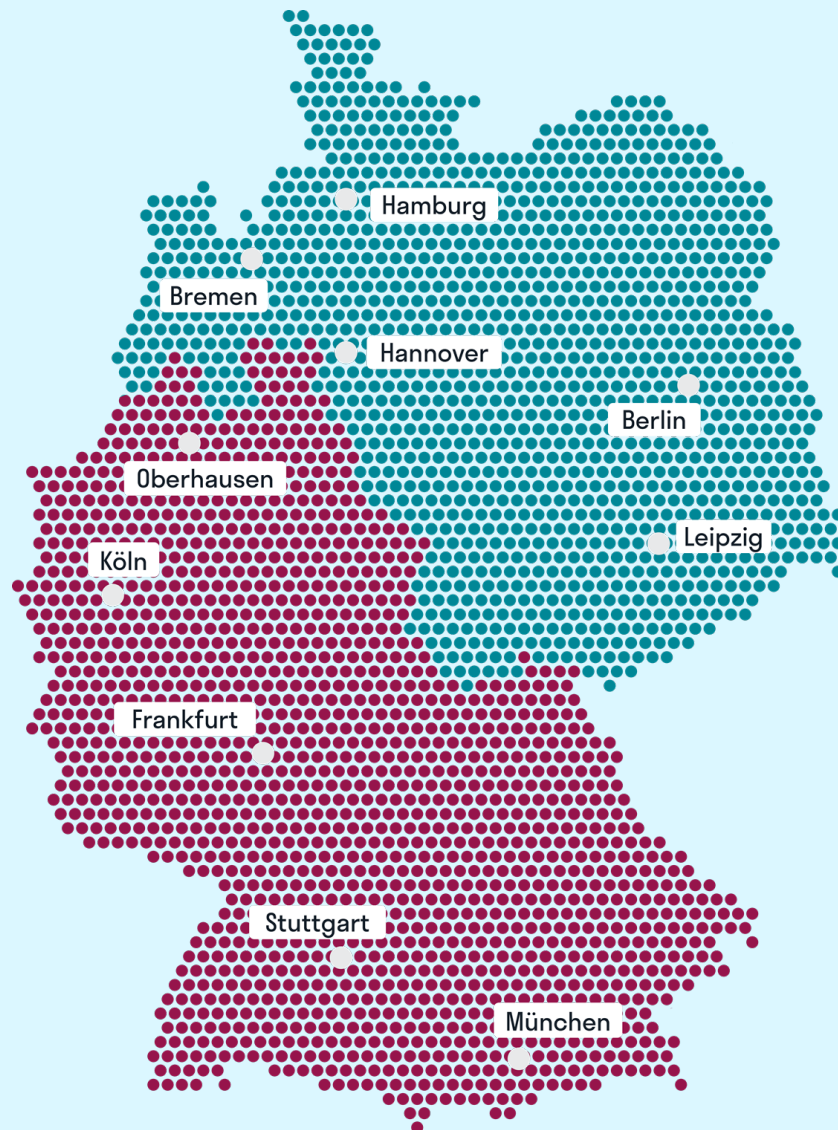 Hamburg
Bremen
Hannover
Berlin
Oberhausen
Leipzig
Köln
Frankfurt
Stuttgart
München